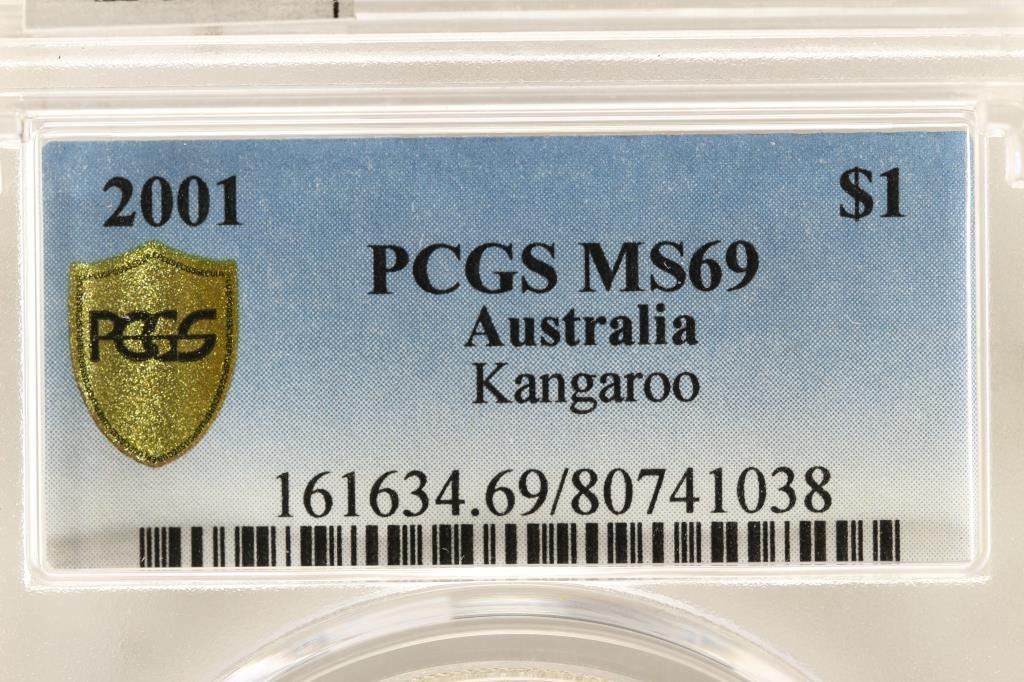 2001 $1
PCGS MS69
Australia
PCGS
Kangaroo
161634.69/80741038